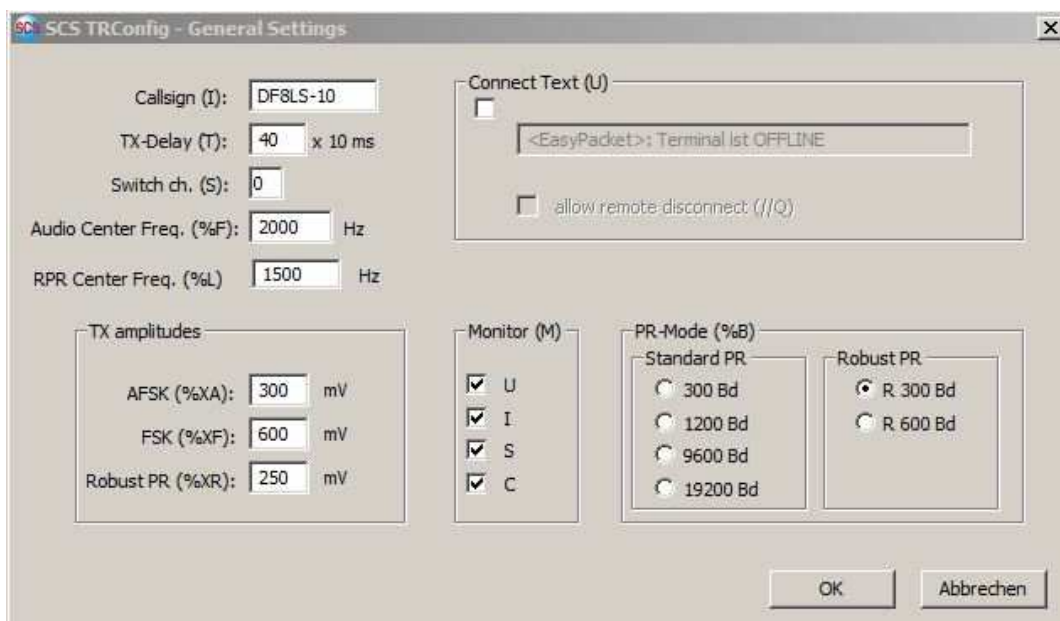 SCS SCS TRConfig - General Settings
Callsign (I): DF8LS-10
TX-Delay (T): 40 x 10 ms
Switch ch. (S): 0
Audio Center Freq. (%F): 2000 Hz
RPR Center Freq. (%L) 1500 Hz
Connect Text (U)
<EasyPacket>: Terminal ist OFFLINE
allow remote disconnect (//Q)
TX amplitudes
AFSK (%XA): 300 mV
FSK (%XF): 600 mV
Robust PR (%XR): 250 mV
Monitor (M)
U
I
S
C
PR-Mode (%B)
Standard PR
300 Bd
1200 Bd
9600 Bd
19200 Bd
Robust PR
R 300 Bd
R 600 Bd
OK
Abbrechen